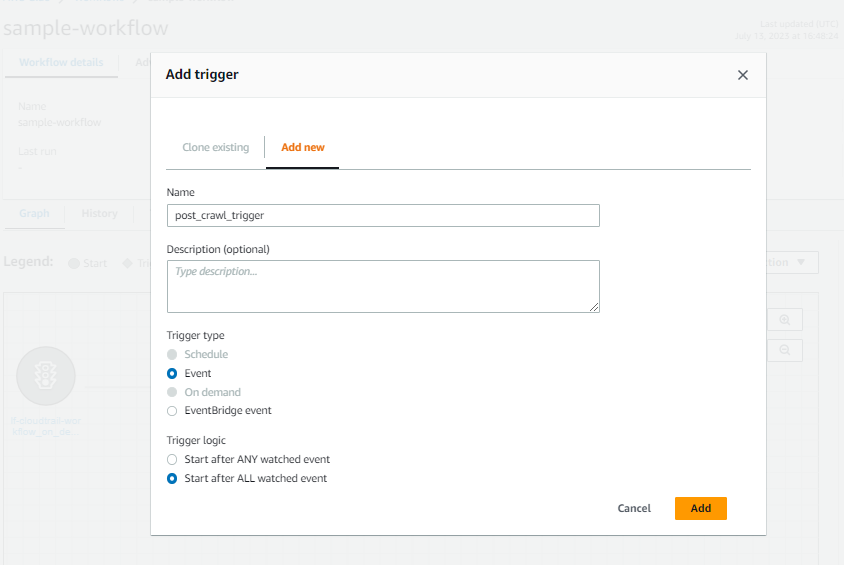 sample-workflow
Last updated (UTC)
July 13, 2023 at 16:48:24
Workflow details
Name
sample-workflow
Last run
-
Graph
History
Legend:
Start
Add trigger
Clone existing
Add new
Name
post_crawl_trigger
Description (optional)
Type description...
Trigger type
Schedule
Event
On demand
EventBridge event
Trigger logic
Start after ANY watched event
Start after ALL watched event
Cancel
Add